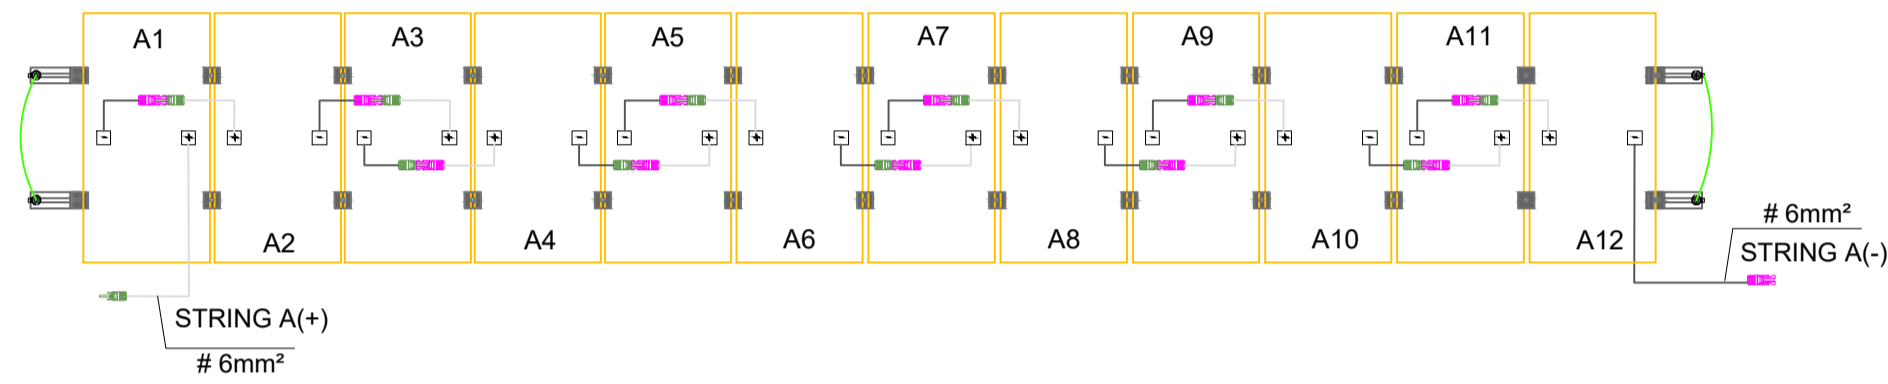 A1
A3
A5
A7
A9
A11
- + + - - + + - - + + - - + + - - + + - - + + -
A2
A4
A6
A8
A10
A12
# 6mm²
STRING A(-)
STRING A(+)
# 6mm²